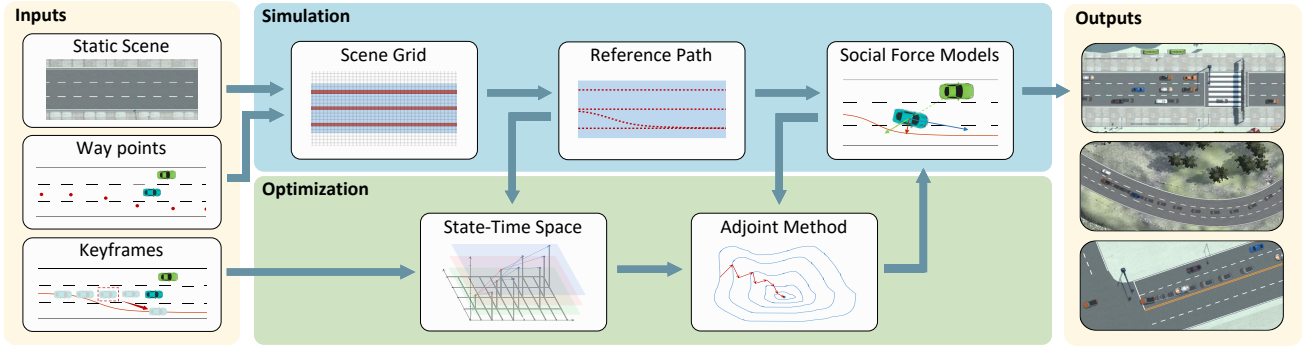 Inputs
Static Scene
Way points
Keyframes
Simulation
Scene Grid
Reference Path
Social Force Models
Optimization
State-Time Space
Adjoint Method
Outputs